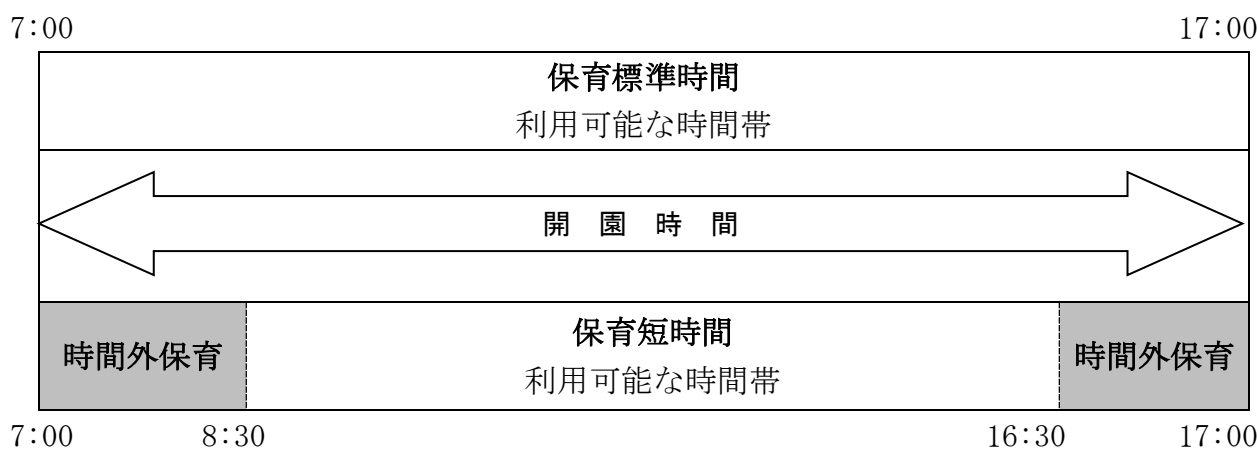 7:00 17:00
保育標準時間
利用可能な時間帯
開 園 時 間
時間外保育 保育短時間 時間外保育
利用可能な時間帯
7:00 8:30 16:30 17:00